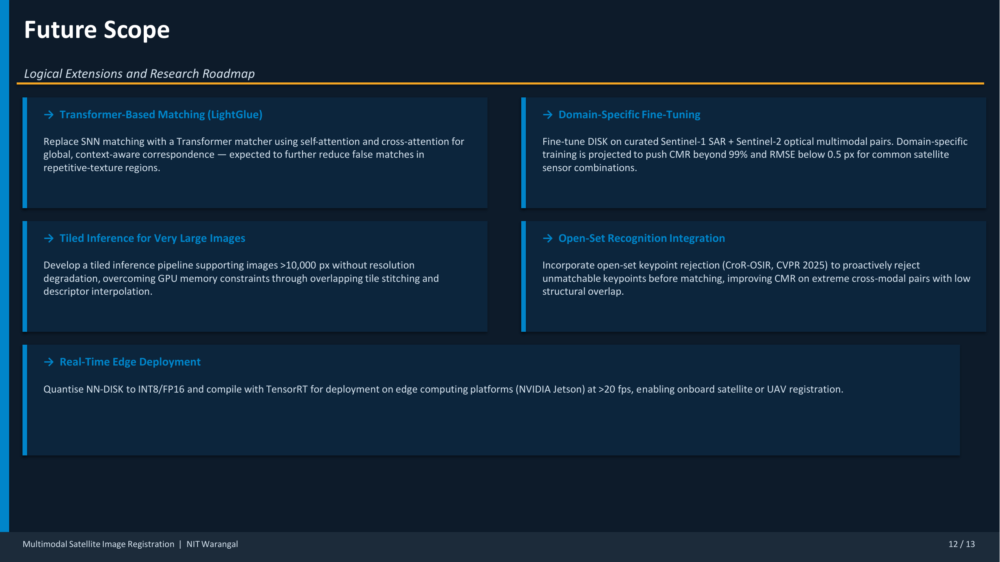 Future Scope
Logical Extensions and Research Roadmap
→ Transformer-Based Matching (LightGlue)
Replace SNN matching with a Transformer matcher using self-attention and cross-attention for
global, context-aware correspondence — expected to further reduce false matches in
repetitive-texture regions.
→ Domain-Specific Fine-Tuning
Fine-tune DISK on curated Sentinel-1 SAR + Sentinel-2 optical multimodal pairs. Domain-specific
training is projected to push CMR beyond 99% and RMSE below 0.5 px for common satellite
sensor combinations.
→ Tiled Inference for Very Large Images
Develop a tiled inference pipeline supporting images >10,000 px without resolution
degradation, overcoming GPU memory constraints through overlapping tile stitching and
descriptor interpolation.
→ Open-Set Recognition Integration
Incorporate open-set keypoint rejection (CroR-OSIR, CVPR 2025) to proactively reject
unmatchable keypoints before matching, improving CMR on extreme cross-modal pairs with low
structural overlap.
→ Real-Time Edge Deployment
Quantise NN-DISK to INT8/FP16 and compile with TensorRT for deployment on edge computing platforms (NVIDIA Jetson) at >20 fps, enabling onboard satellite or UAV registration.
Multimodal Satellite Image Registration | NIT Warangal
12 / 13